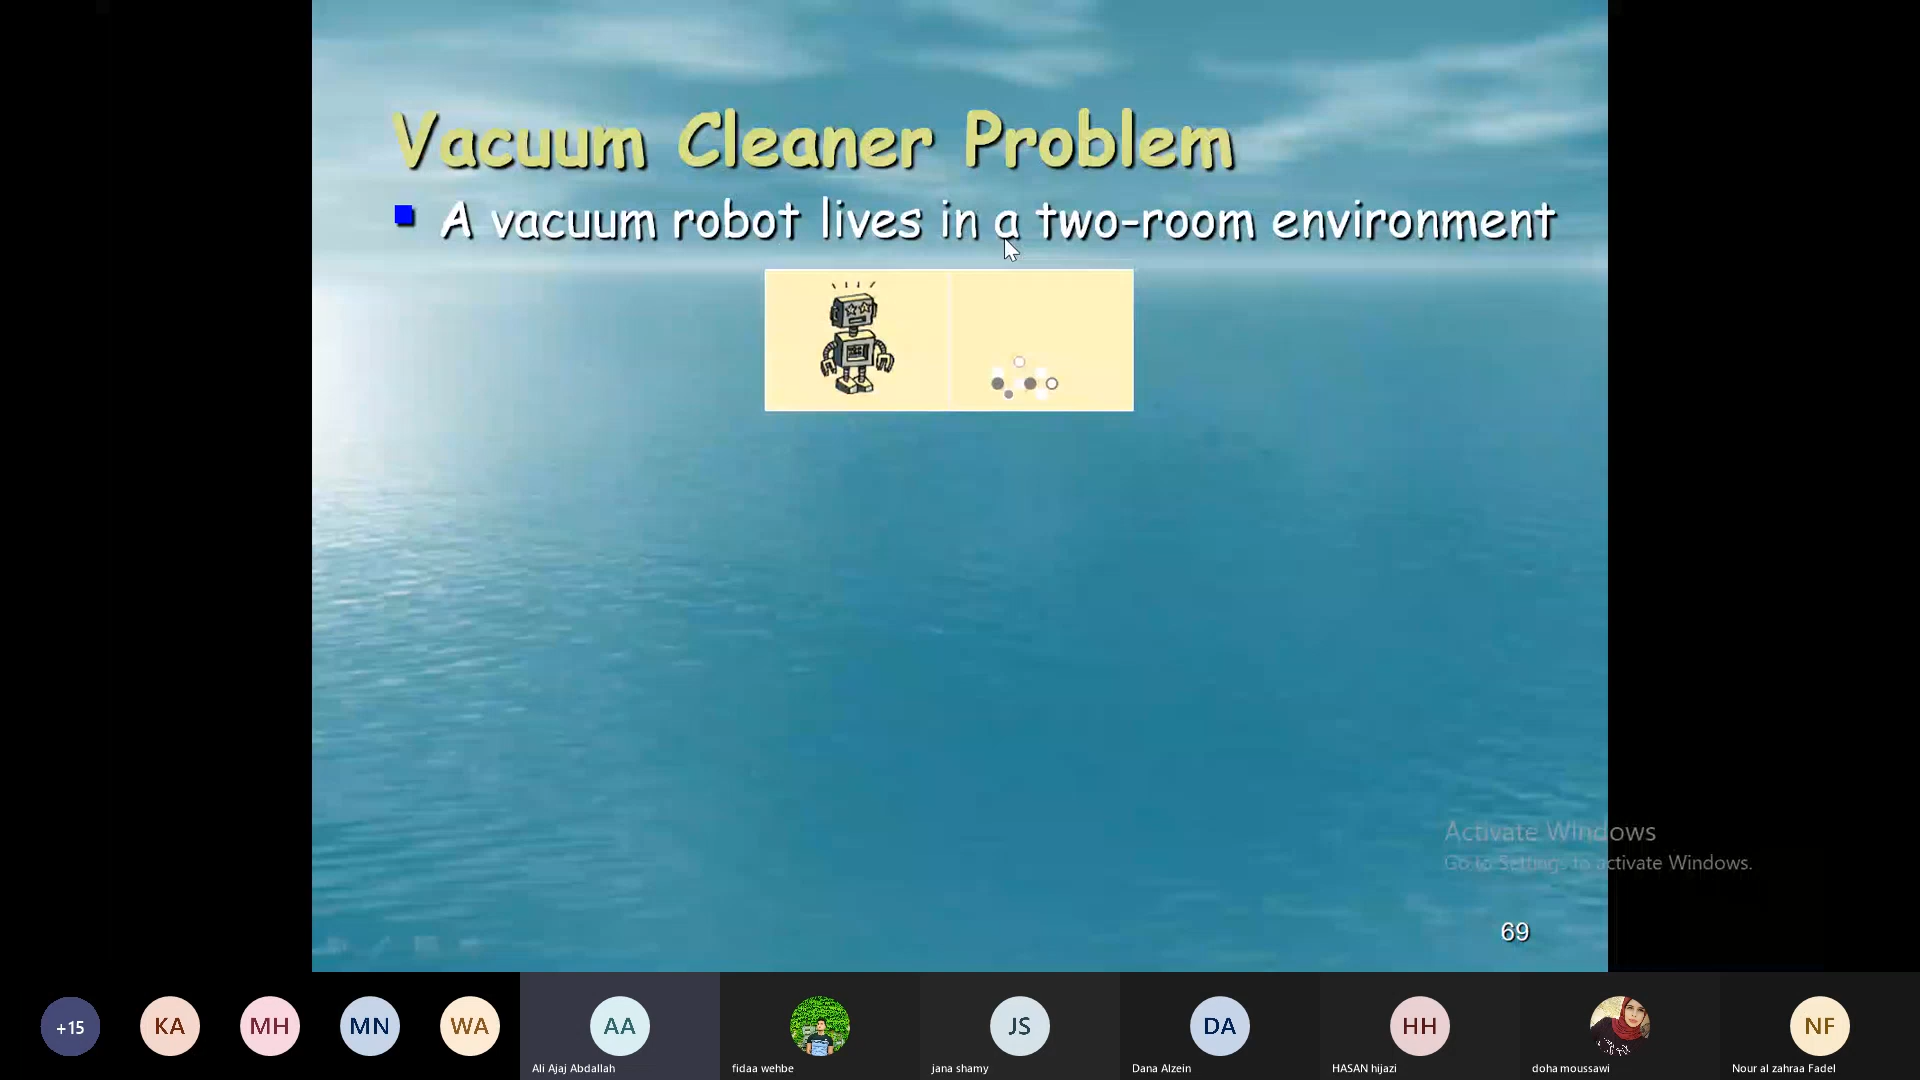 Vacuum Cleaner Problem
A vacuum robot lives in a two-room environment
Activate Windows
Go to Settings to activate Windows.
69
+15
KA
MH
MN
WA
AA
JS
DA
HH
NF
Ali Ajaj Abdallah
fidaa wehbe
jana shamy
Dana Alzein
HASAN hijazi
doha moussawi
Nour al zahraa Fadel